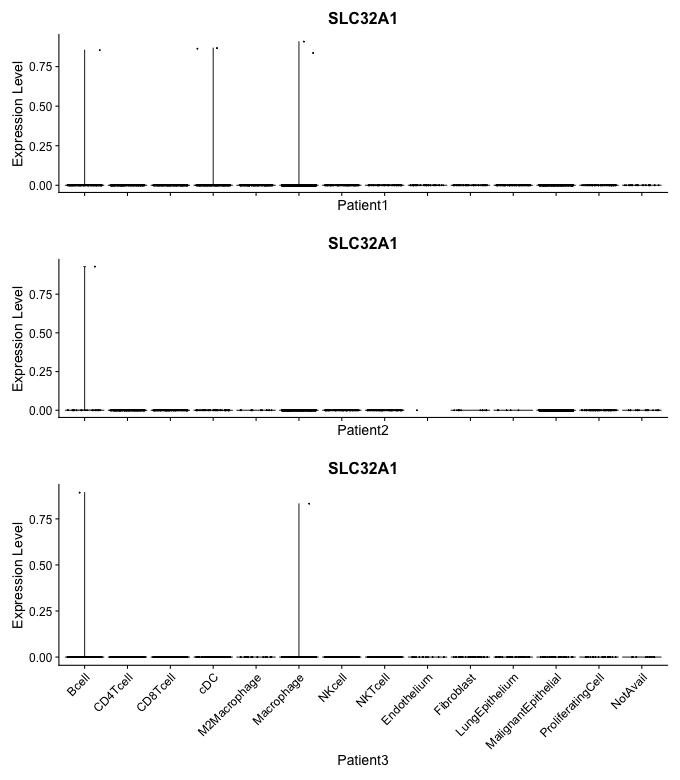 SLC32A1
Expression Level
0.75
0.50
0.25
0.00
Patient1
SLC32A1
Expression Level
0.75
0.50
0.25
0.00
Patient2
SLC32A1
Expression Level
0.75
0.50
0.25
0.00
Bcell
CD4Tcell
CD8Tcell
cDC
M2Macrophage
Macrophage
NKcell
NKTcell
Endothelium
Fibroblast
LungEpithelium
MalignantEpithelial
ProliferatingCell
NotAvail
Patient3